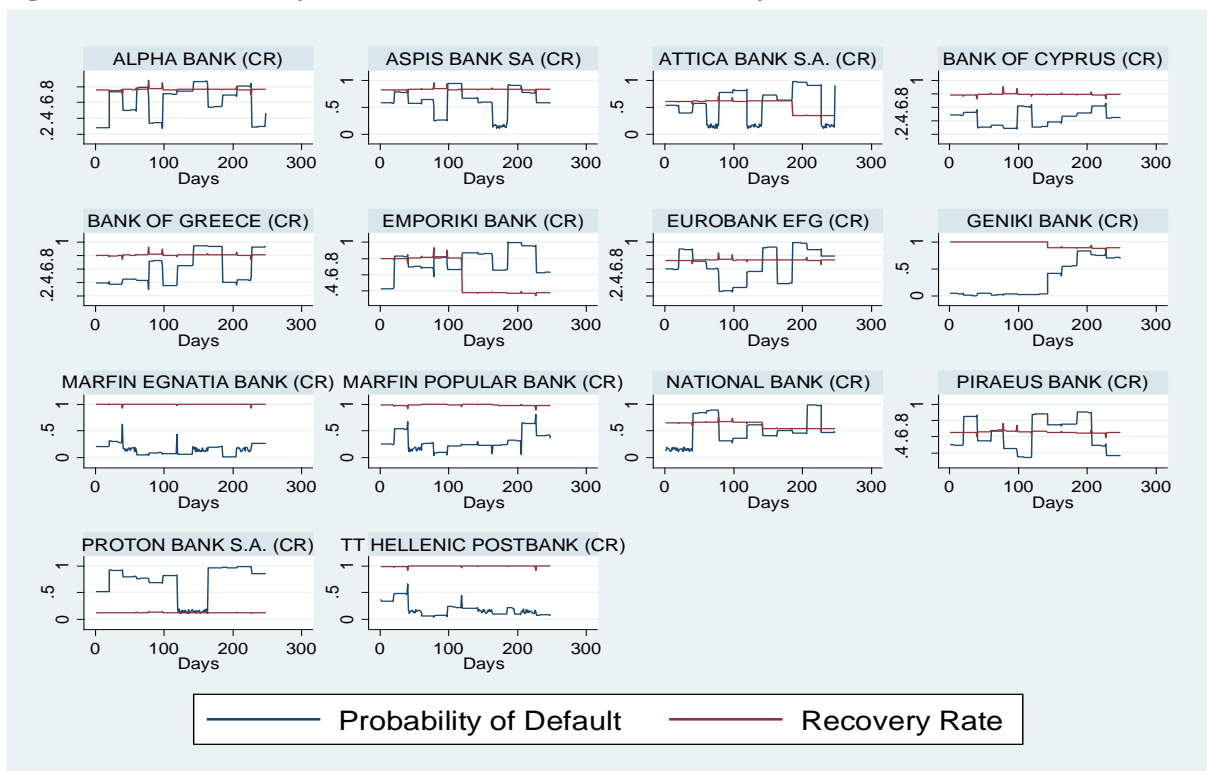 ALPHA BANK (CR) ASPIS BANK SA (CR) ATTICA BANK S.A. (CR) BANK OF CYPRUS (CR)
.2.4.6.8 0 .5 1 0 .5 1 .2.4.6.8
0 100 200 300 0 100 200 300 0 100 200 300 0 100 200 300
Days Days Days Days
BANK OF GREECE (CR) EMPORIKI BANK (CR) EUROBANK EFG (CR) GENIKI BANK (CR)
.2.4.6.8 1 .4.6.8 1 .2.4.6.8 1 0 .5 1
0 100 200 300 0 100 200 300 0 100 200 300 0 100 200 300
Days Days Days Days
MARFIN EGNATIA BANK (CR) MARFIN POPULAR BANK (CR) NATIONAL BANK (CR) PIRAEUS BANK (CR)
0 .5 1 0 .5 1 0 .5 1 .4.6.8 1
0 100 200 300 0 100 200 300 0 100 200 300 0 100 200 300
Days Days Days Days
PROTON BANK S.A. (CR) TT HELLENIC POSTBANK (CR)
0 .5 1 0 .5 1
0 100 200 300 0 100 200 300
Days Days
Probability of Default Recovery Rate